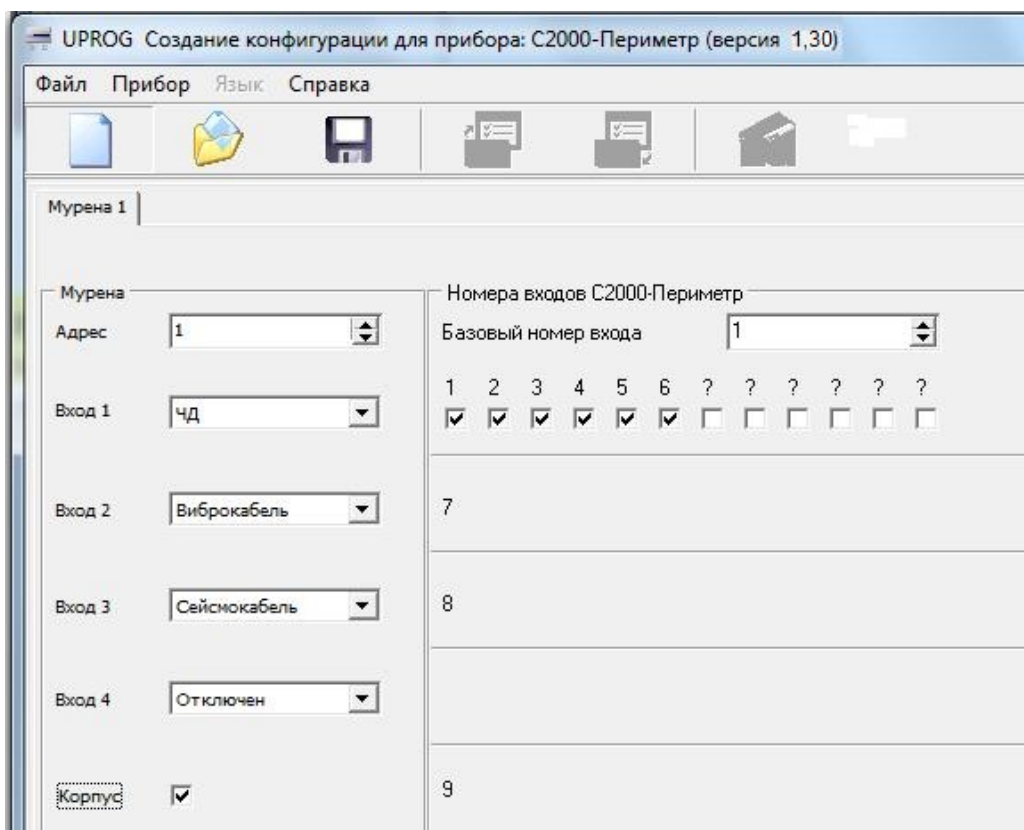 UPROG Создание конфигурации для прибора: С2000-Периметр (версия 1,30)
Файл Прибор Язык Справка
Мурена 1
Мурена
Номера входов С2000-Периметр
Адрес 1
Базовый номер входа 1
1 2 3 4 5 6 ? ? ? ? ? ?
Вход 1 ЧД
Вход 2 Виброкабель 7
Вход 3 Сейсмокабель 8
Вход 4 Отключен
Корпус 9